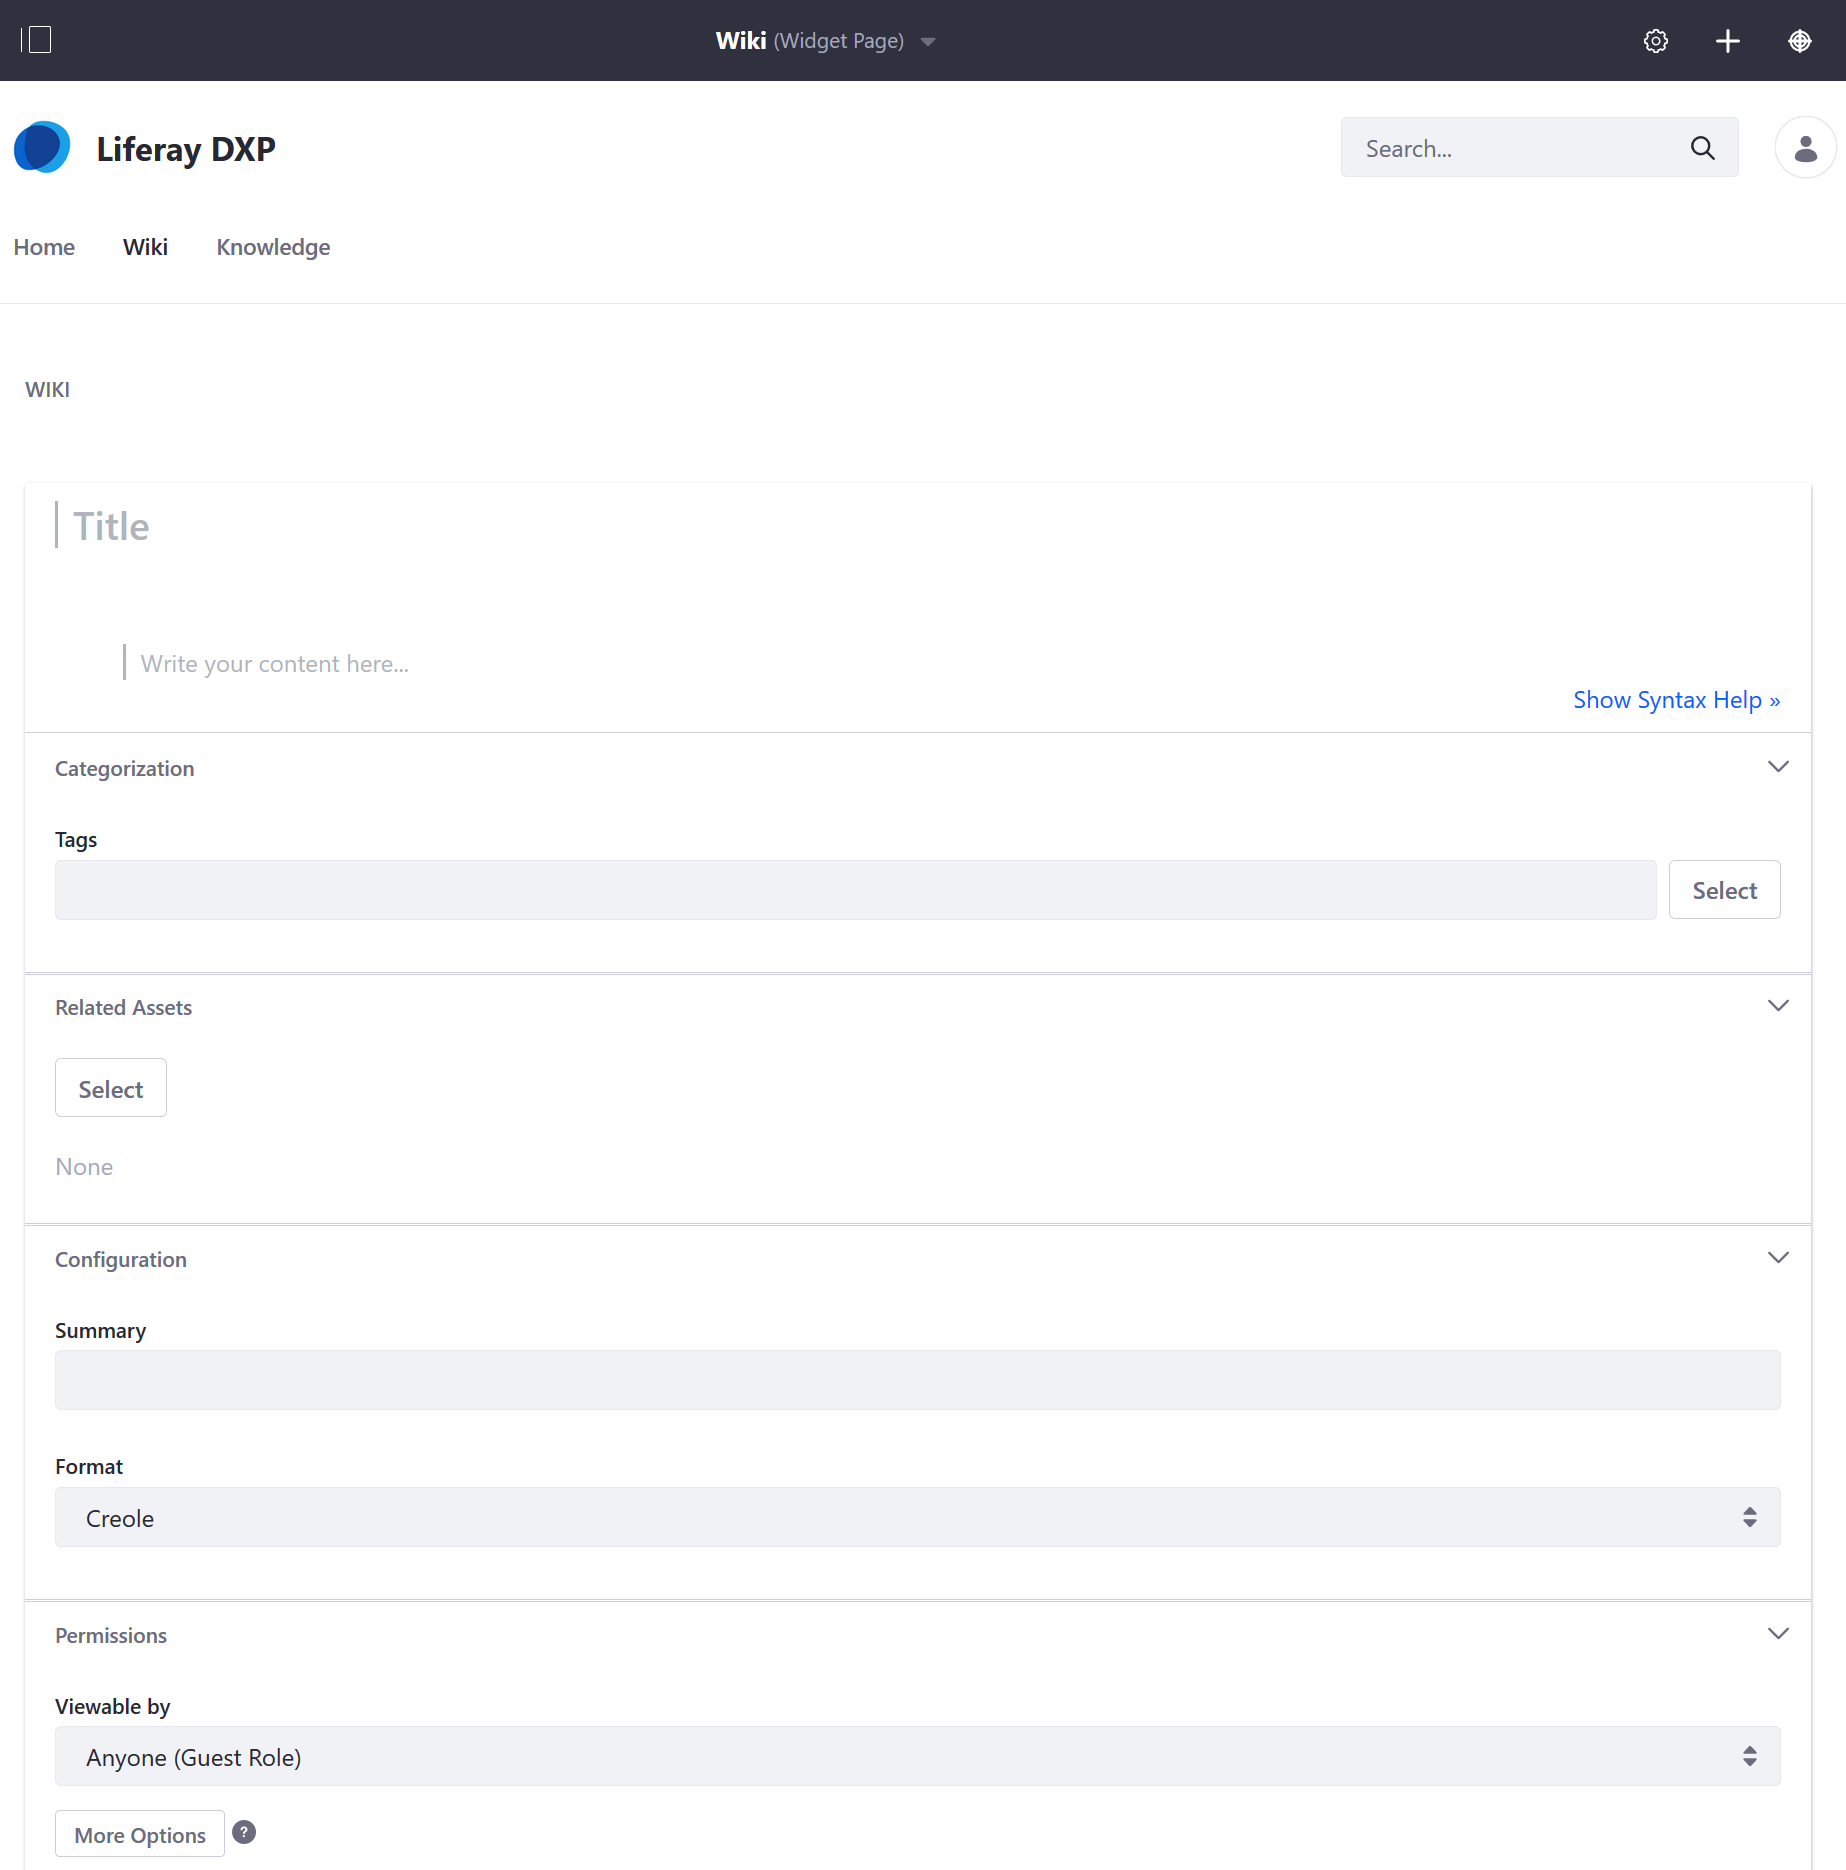 Wiki (Widget Page)
Liferay DXP
Search...
Home Wiki Knowledge
WIKI
Title
Write your content here...
Show Syntax Help »
Categorization
Tags
Select
Related Assets
Select
None
Configuration
Summary
Format
Creole
Permissions
Viewable by
Anyone (Guest Role)
More Options ?